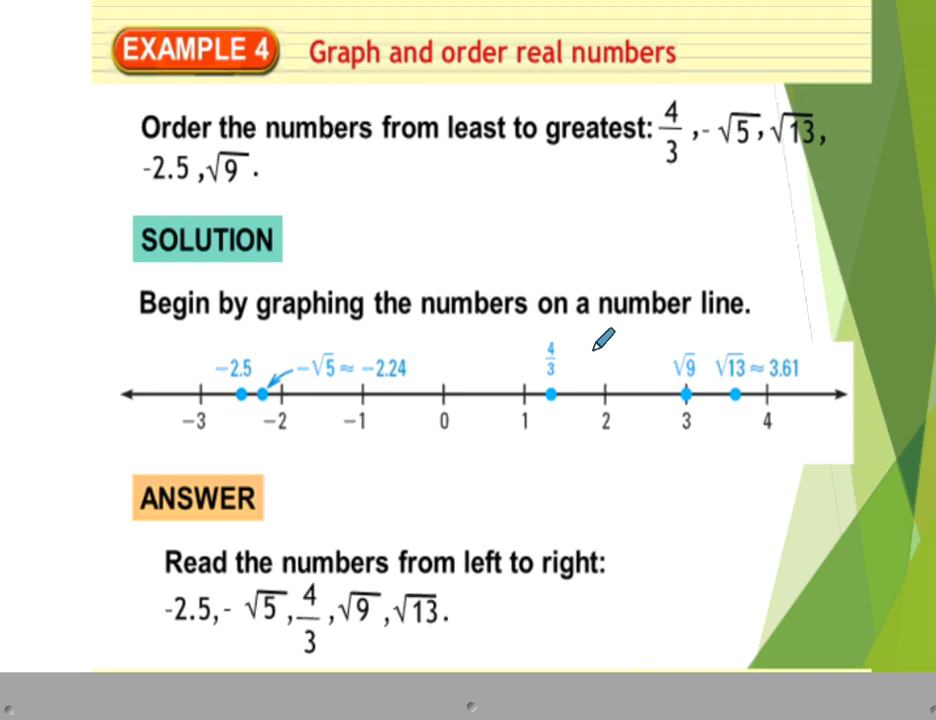 EXAMPLE 4 Graph and order real numbers
Order the numbers from least to greatest: 4/3 ,- √5 , √13 ,
-2.5 , √9 .
SOLUTION
Begin by graphing the numbers on a number line.
−2.5 −√5 ≈ −2.24 4/3 √9 √13 ≈ 3.61
−3 −2 −1 0 1 2 3 4
ANSWER
Read the numbers from left to right:
-2.5,- √5 , 4/3 , √9 , √13 .